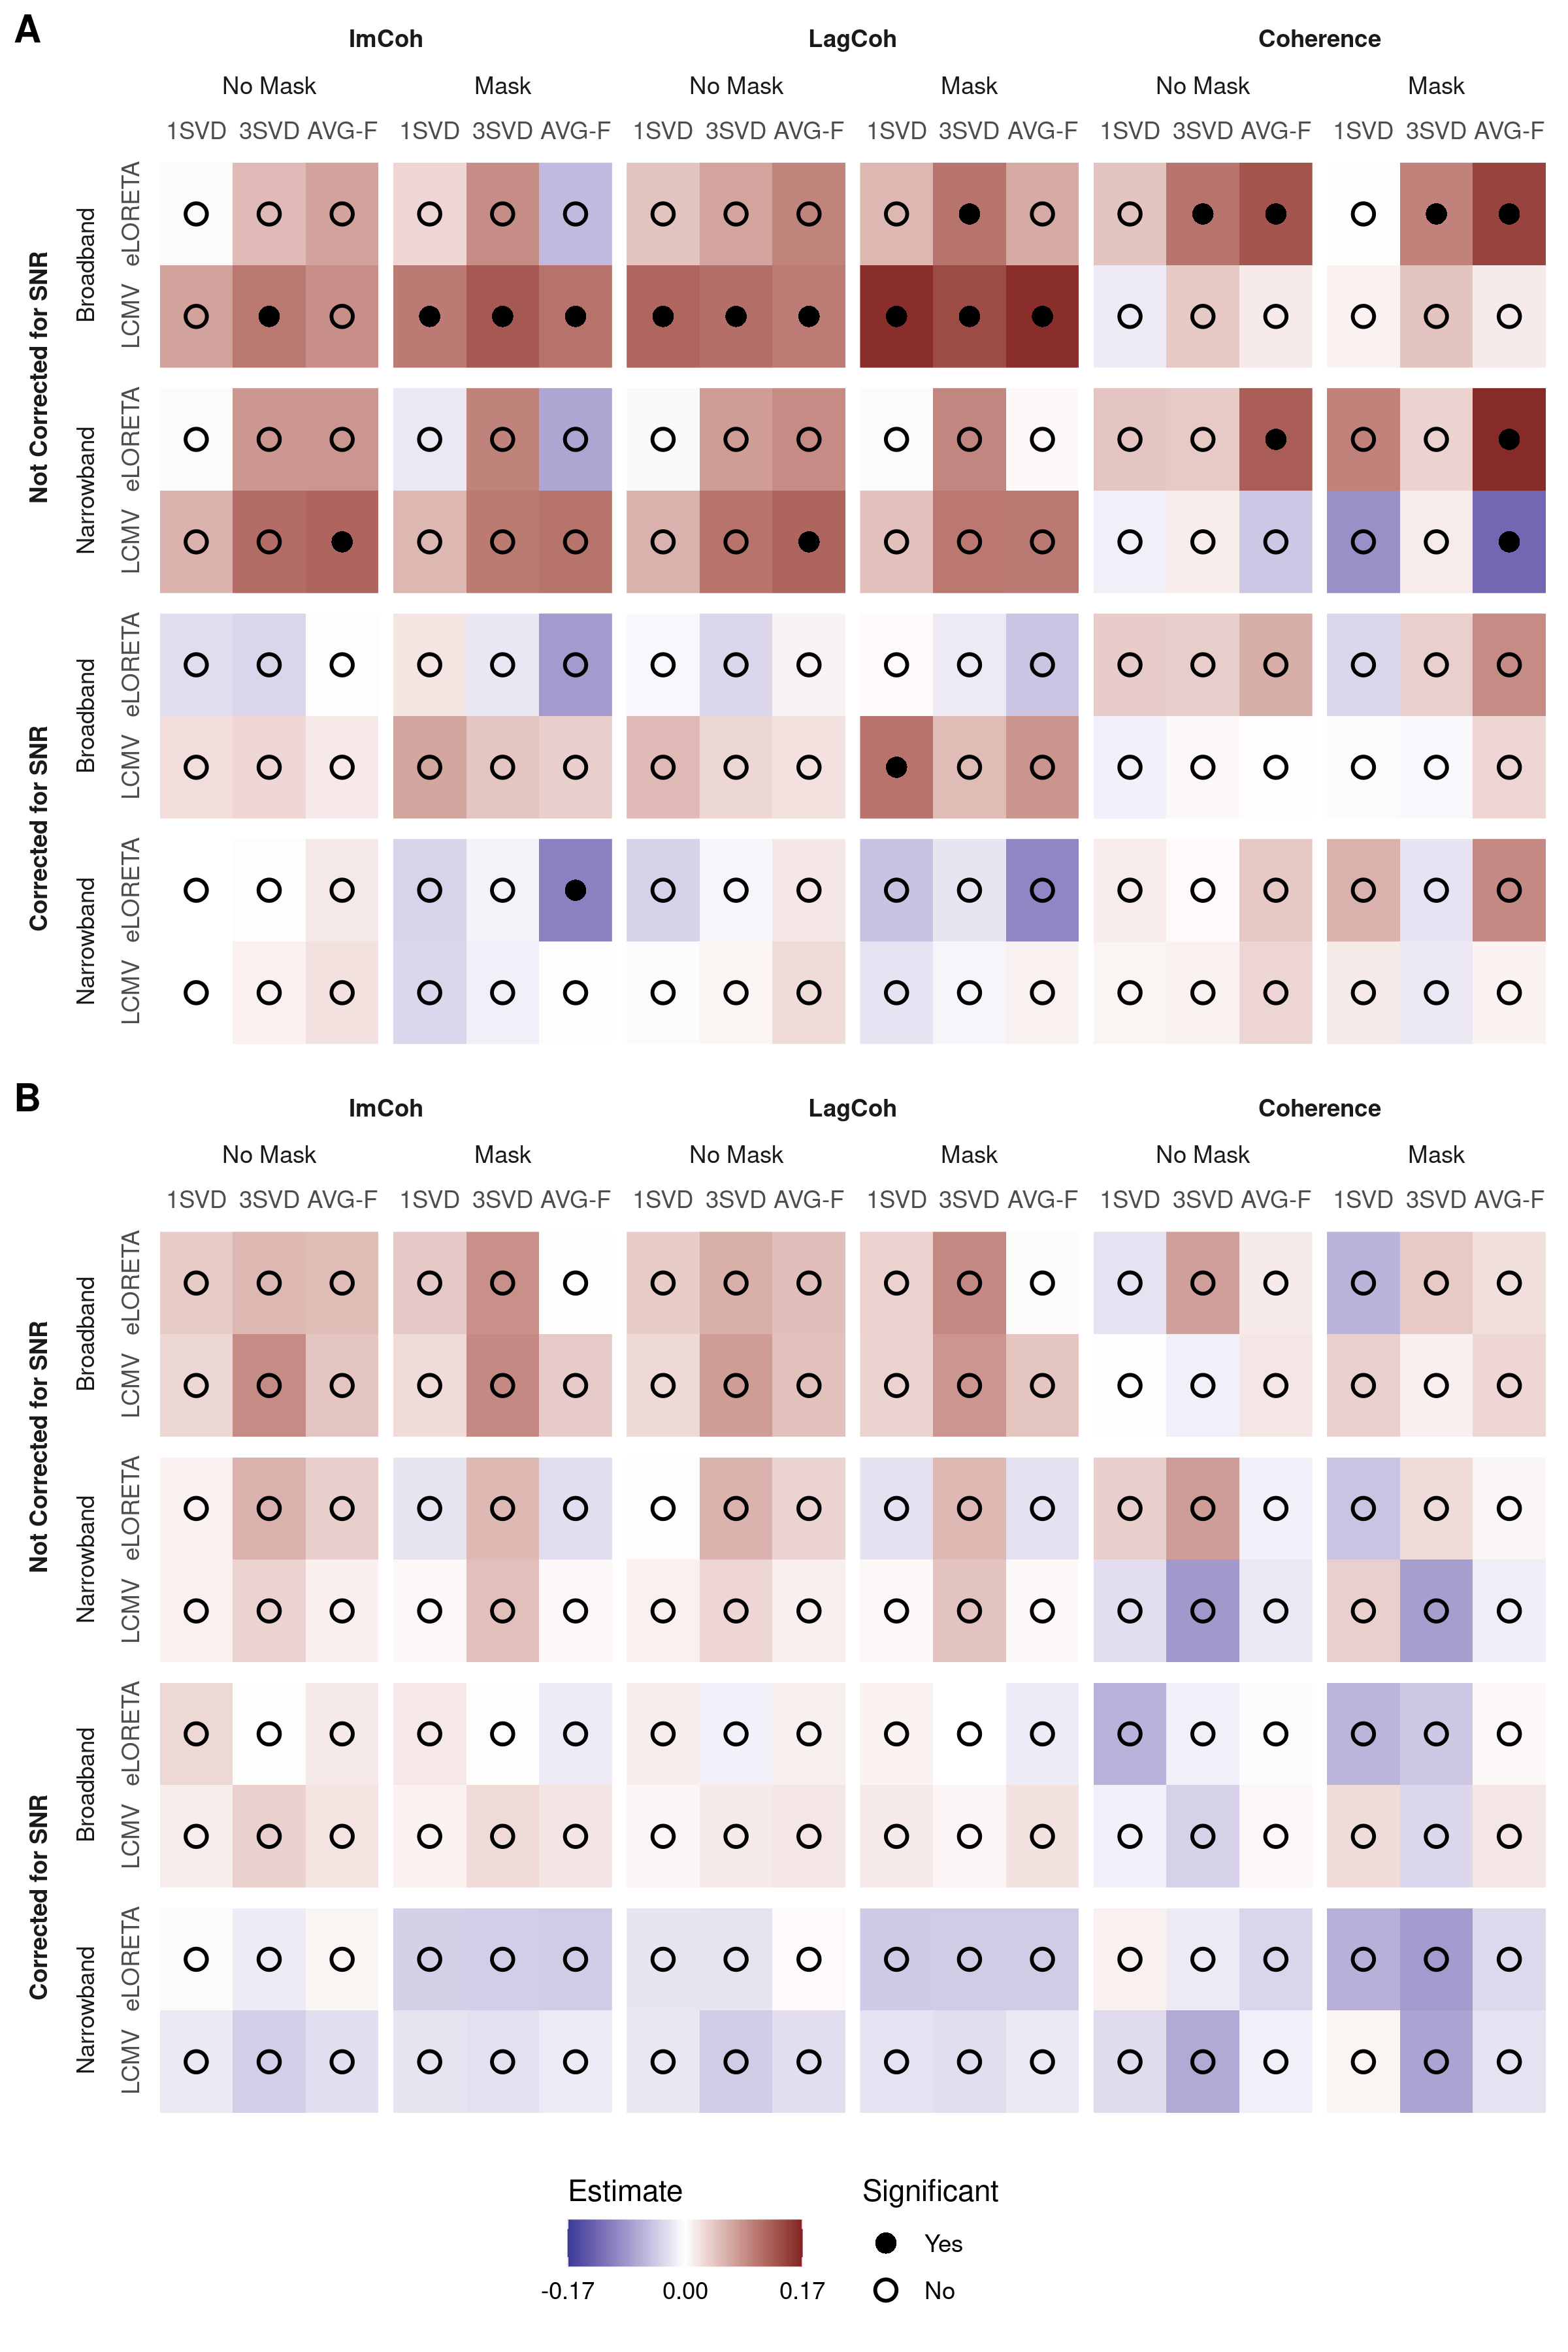 A
ImCoh LagCoh Coherence
No Mask Mask No Mask Mask No Mask Mask
1SVD 3SVD AVG-F 1SVD 3SVD AVG-F 1SVD 3SVD AVG-F 1SVD 3SVD AVG-F 1SVD 3SVD AVG-F 1SVD 3SVD AVG-F
Not Corrected for SNR
Broadband
eLORETA
LCMV
Narrowband
eLORETA
LCMV
Corrected for SNR
Broadband
eLORETA
LCMV
Narrowband
eLORETA
LCMV
B
ImCoh LagCoh Coherence
No Mask Mask No Mask Mask No Mask Mask
1SVD 3SVD AVG-F 1SVD 3SVD AVG-F 1SVD 3SVD AVG-F 1SVD 3SVD AVG-F 1SVD 3SVD AVG-F 1SVD 3SVD AVG-F
Not Corrected for SNR
Broadband
eLORETA
LCMV
Narrowband
eLORETA
LCMV
Corrected for SNR
Broadband
eLORETA
LCMV
Narrowband
eLORETA
LCMV
Estimate
-0.17 0.00 0.17
Significant
Yes
No